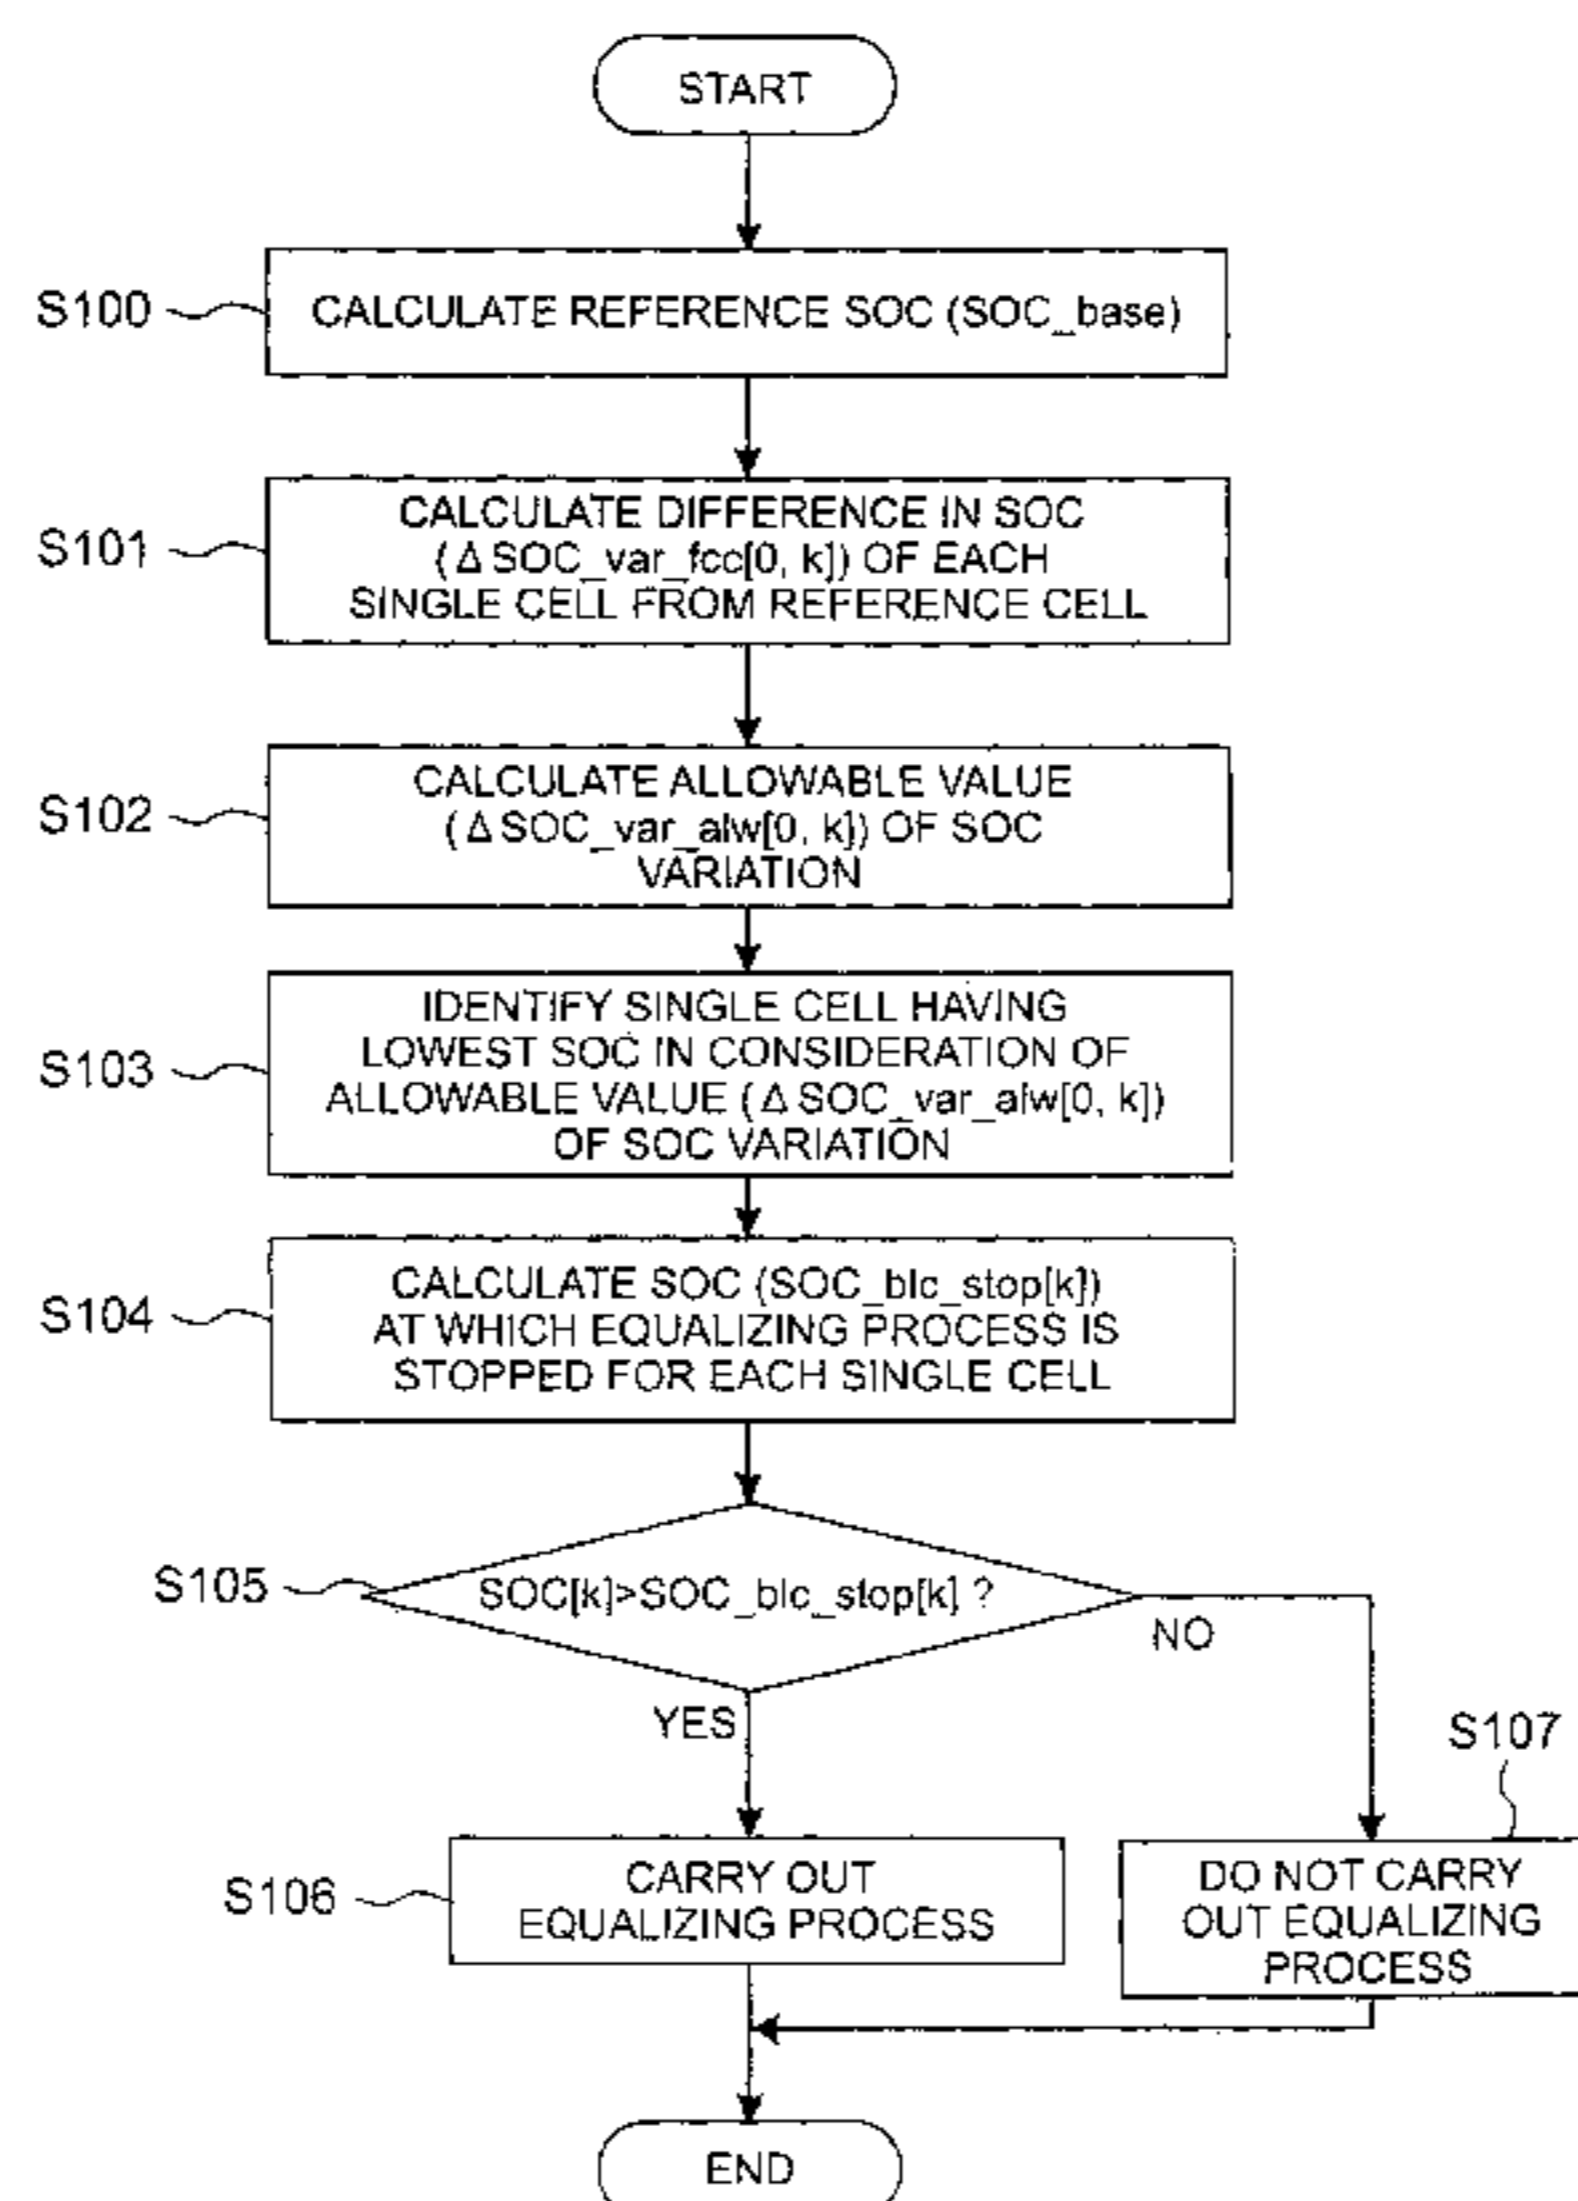 START
S100
CALCULATE REFERENCE SOC (SOC_base)
S101
CALCULATE DIFFERENCE IN SOC
(ΔSOC_var_fcc[0, k]) OF EACH
SINGLE CELL FROM REFERENCE CELL
S102
CALCULATE ALLOWABLE VALUE
(ΔSOC_var_alw[0, k]) OF SOC
VARIATION
S103
IDENTIFY SINGLE CELL HAVING
LOWEST SOC IN CONSIDERATION OF
ALLOWABLE VALUE (ΔSOC_var_alw[0, k])
OF SOC VARIATION
S104
CALCULATE SOC (SOC_blc_stop[k])
AT WHICH EQUALIZING PROCESS IS
STOPPED FOR EACH SINGLE CELL
S105
SOC[k]>SOC_blc_stop[k] ?
NO
YES
S107
S106
CARRY OUT
EQUALIZING PROCESS
DO NOT CARRY
OUT EQUALIZING
PROCESS
END